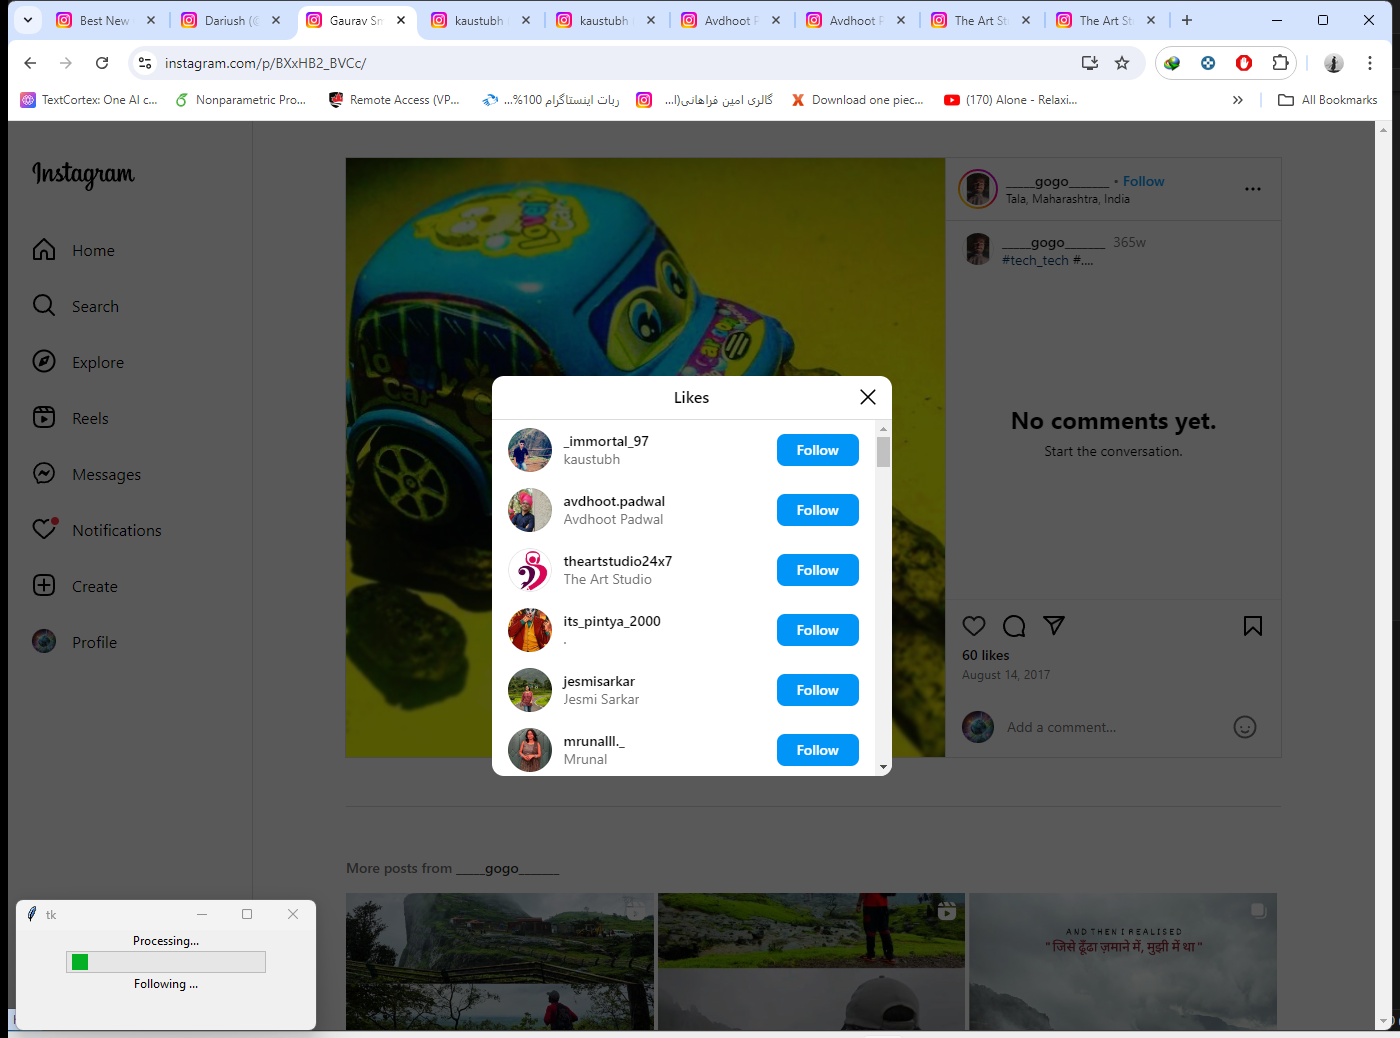 Best New
Dariush (
Gaurav Sm
kaustubh
kaustubh
Avdhoot P
Avdhoot P
The Art St
The Art St
instagram.com/p/BXxHB2_BVCc/
TextCortex: One AI c...
Nonparametric Pro...
Remote Access (VP...
ربات اینستاگرام 100%...
گالری امین فراهانی(ا...
Download one piec...
(170) Alone - Relaxi...
All Bookmarks
Instagram
Home
Search
Explore
Reels
Messages
Notifications
Create
Profile
_____gogo_______ • Follow
Tala, Maharashtra, India
_____gogo_______ 365w
#tech_tech #....
No comments yet.
Start the conversation.
60 likes
August 14, 2017
Add a comment...
Likes
_immortal_97
kaustubh
Follow
avdhoot.padwal
Avdhoot Padwal
Follow
theartstudio24x7
The Art Studio
Follow
its_pintya_2000
.
Follow
jesmisarkar
Jesmi Sarkar
Follow
mrunalll._
Mrunal
Follow
More posts from _____gogo_______
AND THEN I REALISED
"जिसे ढूँढा ज़माने में, मुझी में था"
tk
Processing...
Following ...